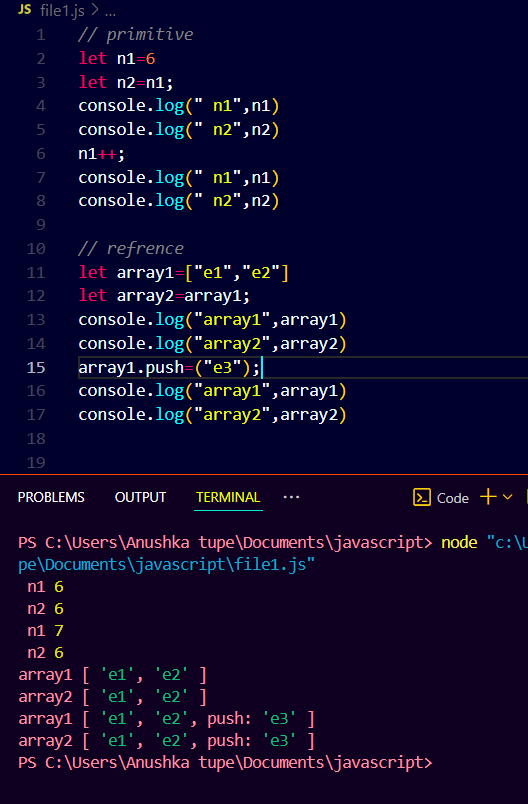 JS file1.js > ...
1 // primitive
2 let n1=6
3 let n2=n1;
4 console.log(" n1",n1)
5 console.log(" n2",n2)
6 n1++;
7 console.log(" n1",n1)
8 console.log(" n2",n2)
9
10 // refrence
11 let array1=["e1","e2"]
12 let array2=array1;
13 console.log("array1",array1)
14 console.log("array2",array2)
15 array1.push=("e3");
16 console.log("array1",array1)
17 console.log("array2",array2)
18
19
PROBLEMS OUTPUT TERMINAL ... Code
PS C:\Users\Anushka tupe\Documents\javascript> node "c:\U
pe\Documents\javascript\file1.js"
n1 6
n2 6
n1 7
n2 6
array1 [ 'e1', 'e2' ]
array2 [ 'e1', 'e2' ]
array1 [ 'e1', 'e2', push: 'e3' ]
array2 [ 'e1', 'e2', push: 'e3' ]
PS C:\Users\Anushka tupe\Documents\javascript>